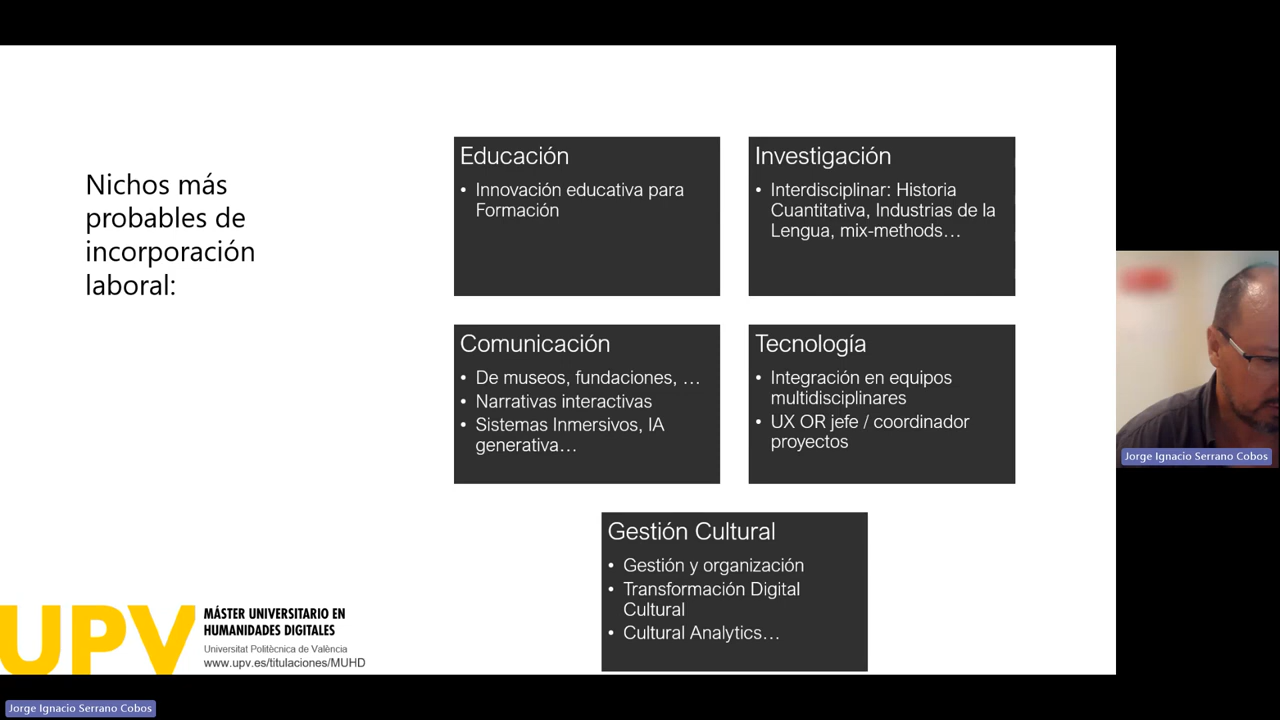 Nichos más
probables de
incorporación
laboral:
Educación
• Innovación educativa para
Formación
Investigación
• Interdisciplinar: Historia
Cuantitativa, Industrias de la
Lengua, mix-methods…
Comunicación
• De museos, fundaciones, …
• Narrativas interactivas
• Sistemas Inmersivos, IA
generativa…
Tecnología
• Integración en equipos
multidisciplinares
• UX OR jefe / coordinador
proyectos
Gestión Cultural
• Gestión y organización
• Transformación Digital
Cultural
• Cultural Analytics…
UPV
MÁSTER UNIVERSITARIO EN
HUMANIDADES DIGITALES
Universitat Politècnica de València
www.upv.es/titulaciones/MUHD
Jorge Ignacio Serrano Cobos
Jorge Ignacio Serrano Cobos